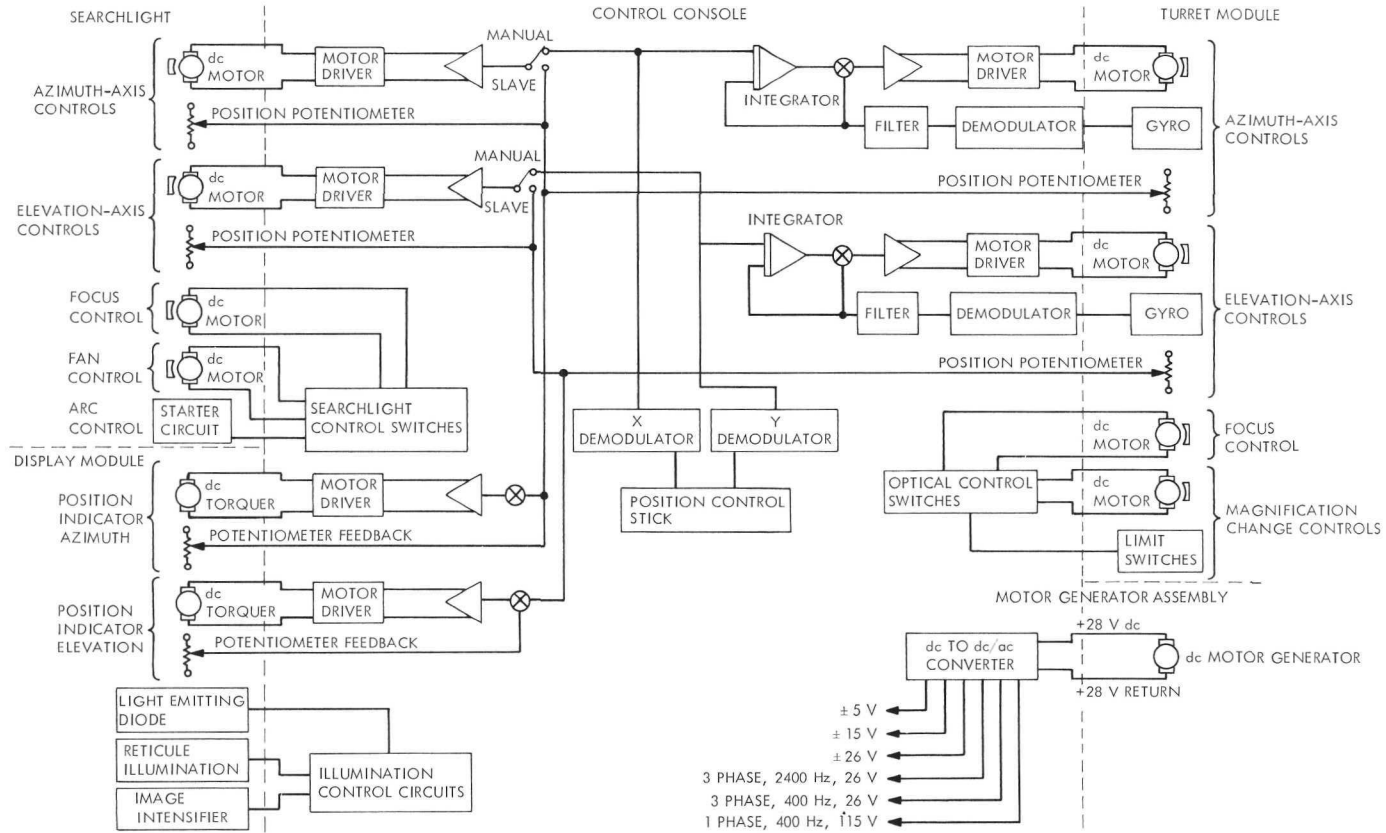 SEARCHLIGHT
CONTROL CONSOLE
TURRET MODULE
AZIMUTH-AXIS
CONTROLS
dc
MOTOR
MOTOR
DRIVER
MANUAL
SLAVE
POSITION POTENTIOMETER
INTEGRATOR
MOTOR
DRIVER
dc
MOTOR
FILTER
DEMODULATOR
GYRO
AZIMUTH-AXIS
CONTROLS
POSITION POTENTIOMETER
ELEVATION-AXIS
CONTROLS
dc
MOTOR
MOTOR
DRIVER
MANUAL
SLAVE
POSITION POTENTIOMETER
INTEGRATOR
MOTOR
DRIVER
dc
MOTOR
FILTER
DEMODULATOR
GYRO
ELEVATION-AXIS
CONTROLS
POSITION POTENTIOMETER
FOCUS
CONTROL
dc
MOTOR
FAN
CONTROL
dc
MOTOR
ARC
CONTROL
STARTER
CIRCUIT
SEARCHLIGHT
CONTROL SWITCHES
X
DEMODULATOR
Y
DEMODULATOR
POSITION CONTROL
STICK
dc
MOTOR
FOCUS
CONTROL
OPTICAL CONTROL
SWITCHES
dc
MOTOR
LIMIT
SWITCHES
MAGNIFICATION
CHANGE CONTROLS
DISPLAY MODULE
POSITION
INDICATOR
AZIMUTH
dc
TORQUER
MOTOR
DRIVER
POTENTIOMETER FEEDBACK
POSITION
INDICATOR
ELEVATION
dc
TORQUER
MOTOR
DRIVER
POTENTIOMETER FEEDBACK
MOTOR GENERATOR ASSEMBLY
+28 V dc
dc TO dc/ac
CONVERTER
dc MOTOR GENERATOR
+28 V RETURN
± 5 V
± 15 V
± 26 V
3 PHASE, 2400 Hz, 26 V
3 PHASE, 400 Hz, 26 V
1 PHASE, 400 Hz, 115 V
LIGHT EMITTING
DIODE
RETICULE
ILLUMINATION
IMAGE
INTENSIFIER
ILLUMINATION
CONTROL CIRCUITS